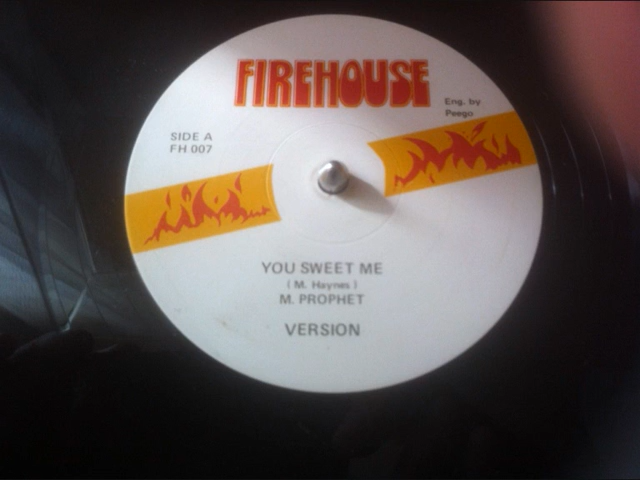 FIREHOUSE
Eng. by
Peego
SIDE A
FH 007
YOU SWEET ME
( M. Haynes )
M. PROPHET
VERSION